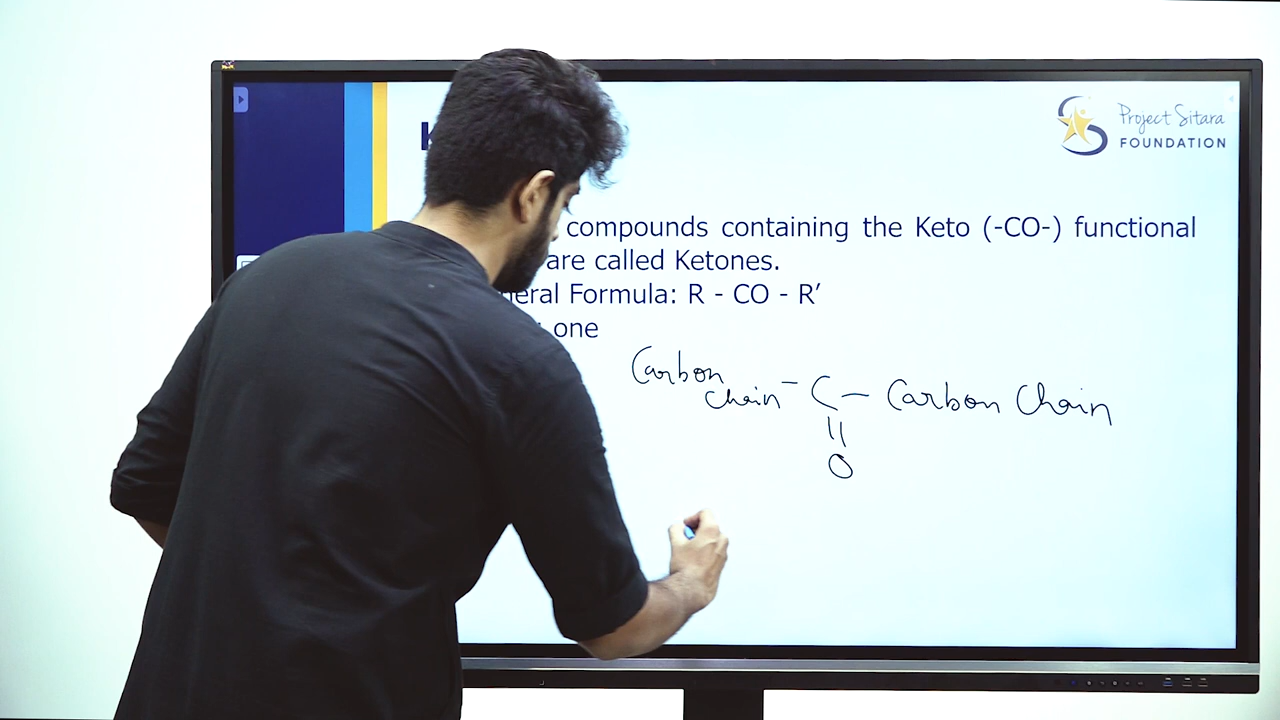 Project Sitara
FOUNDATION
compounds containing the Keto (-CO-) functional
are called Ketones.
Formula: R - CO - R′
one
Carbon
chain - C - Carbon Chain
O